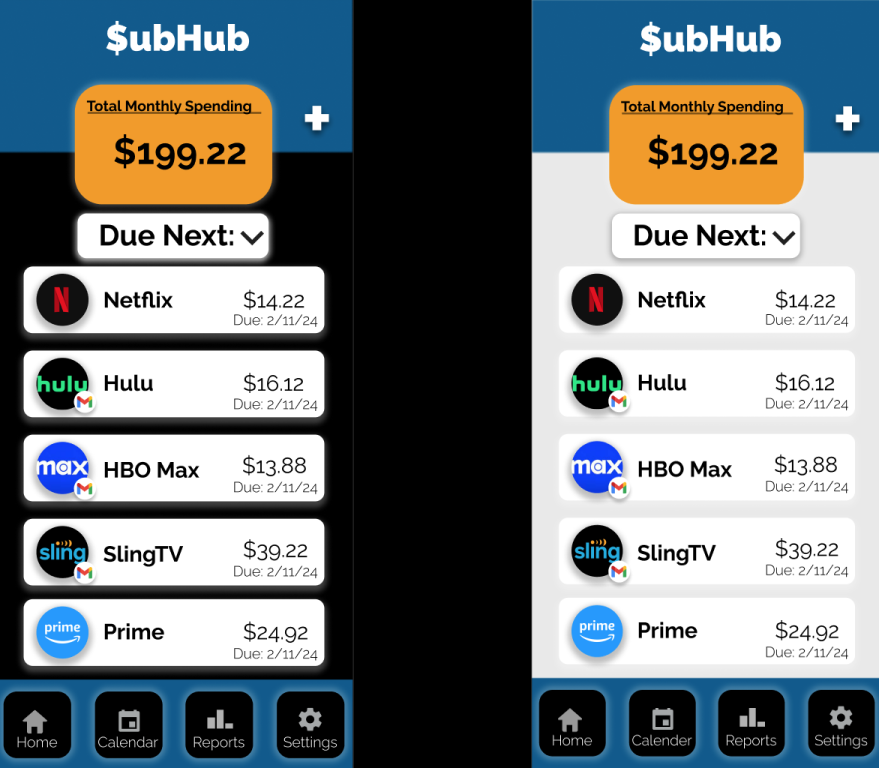 $ubHub
Total Monthly Spending
$199.22
Due Next:
N
Netflix
$14.22
Due: 2/11/24
hulu
Hulu
$16.12
Due: 2/11/24
max
HBO Max
$13.88
Due: 2/11/24
sling
SlingTV
$39.22
Due: 2/11/24
prime
Prime
$24.92
Due: 2/11/24
Home
Calendar
Reports
Settings
$ubHub
Total Monthly Spending
$199.22
Due Next:
N
Netflix
$14.22
Due: 2/11/24
hulu
Hulu
$16.12
Due: 2/11/24
max
HBO Max
$13.88
Due: 2/11/24
sling
SlingTV
$39.22
Due: 2/11/24
prime
Prime
$24.92
Due: 2/11/24
Home
Calender
Reports
Settings